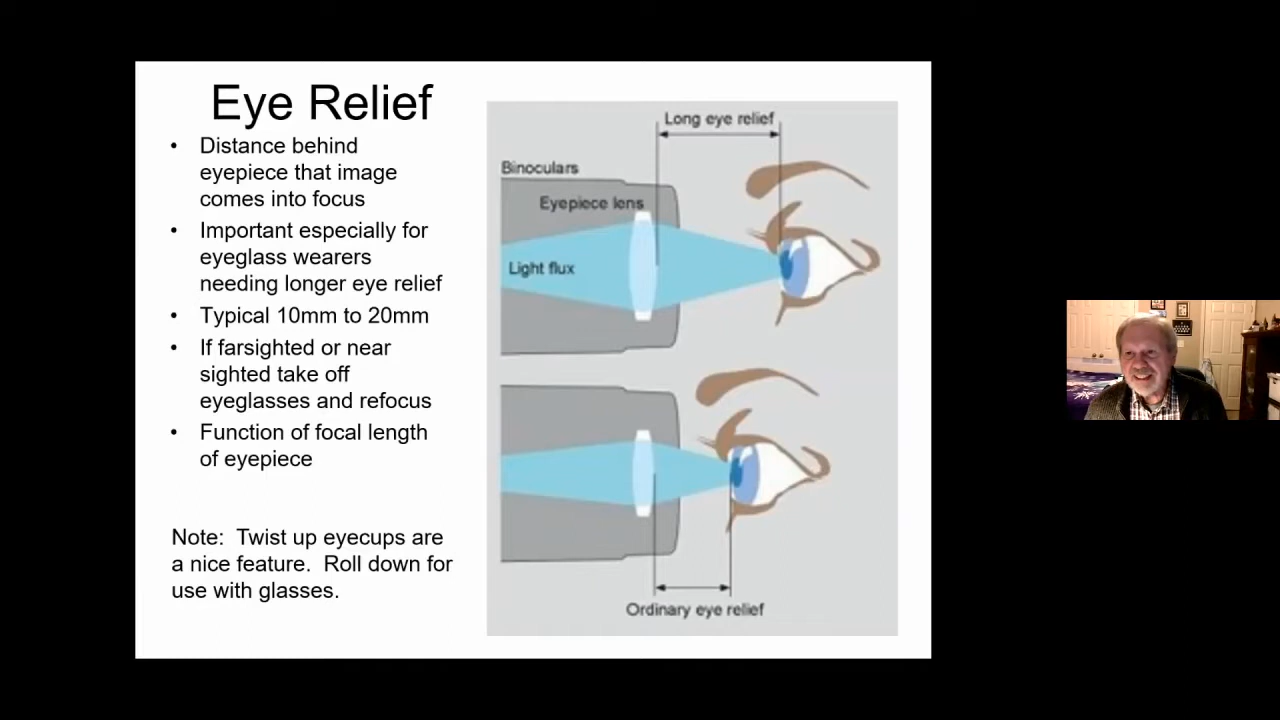 Eye Relief
• Distance behind
eyepiece that image
comes into focus
• Important especially for
eyeglass wearers
needing longer eye relief
• Typical 10mm to 20mm
• If farsighted or near
sighted take off
eyeglasses and refocus
• Function of focal length
of eyepiece
Note: Twist up eyecups are
a nice feature. Roll down for
use with glasses.
Long eye relief
Binoculars
Eyepiece lens
Light flux
Ordinary eye relief